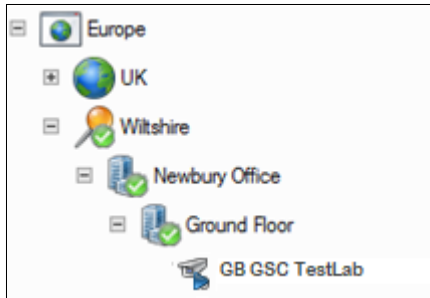 Europe
UK
Wiltshire
Newbury Office
Ground Floor
GB GSC TestLab